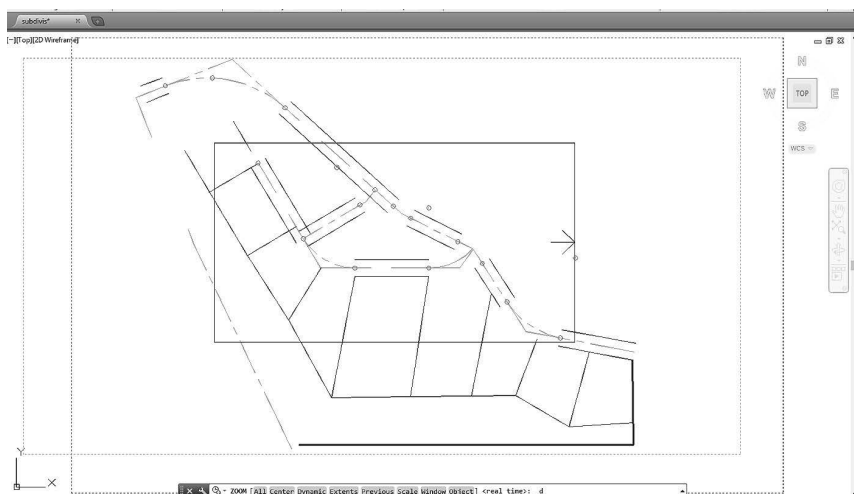 subdivis*
[−][Top][2D Wireframe]
N
W TOP E
S
WCS
Y
X
ZOOM [All Center Dynamic Extents Previous Scale Window Object] <real time>: d